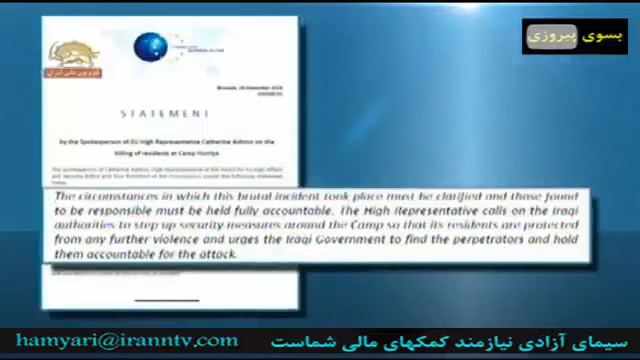 بسوی پیروزی
STATEMENT
by the Spokesperson of EU High Representative Catherine Ashton on the
killing of residents at Camp Hurriya
The circumstances in which this brutal incident took place must be clarified and those found
to be responsible must be held fully accountable. The High Representative calls on the Iraqi
authorities to step up security measures around the Camp so that its residents are protected
from any further violence and urges the Iraqi Government to find the perpetrators and hold
them accountable for the attack.
hamyari@iranntv.com سیمای آزادی نیازمند کمکهای مالی شماست